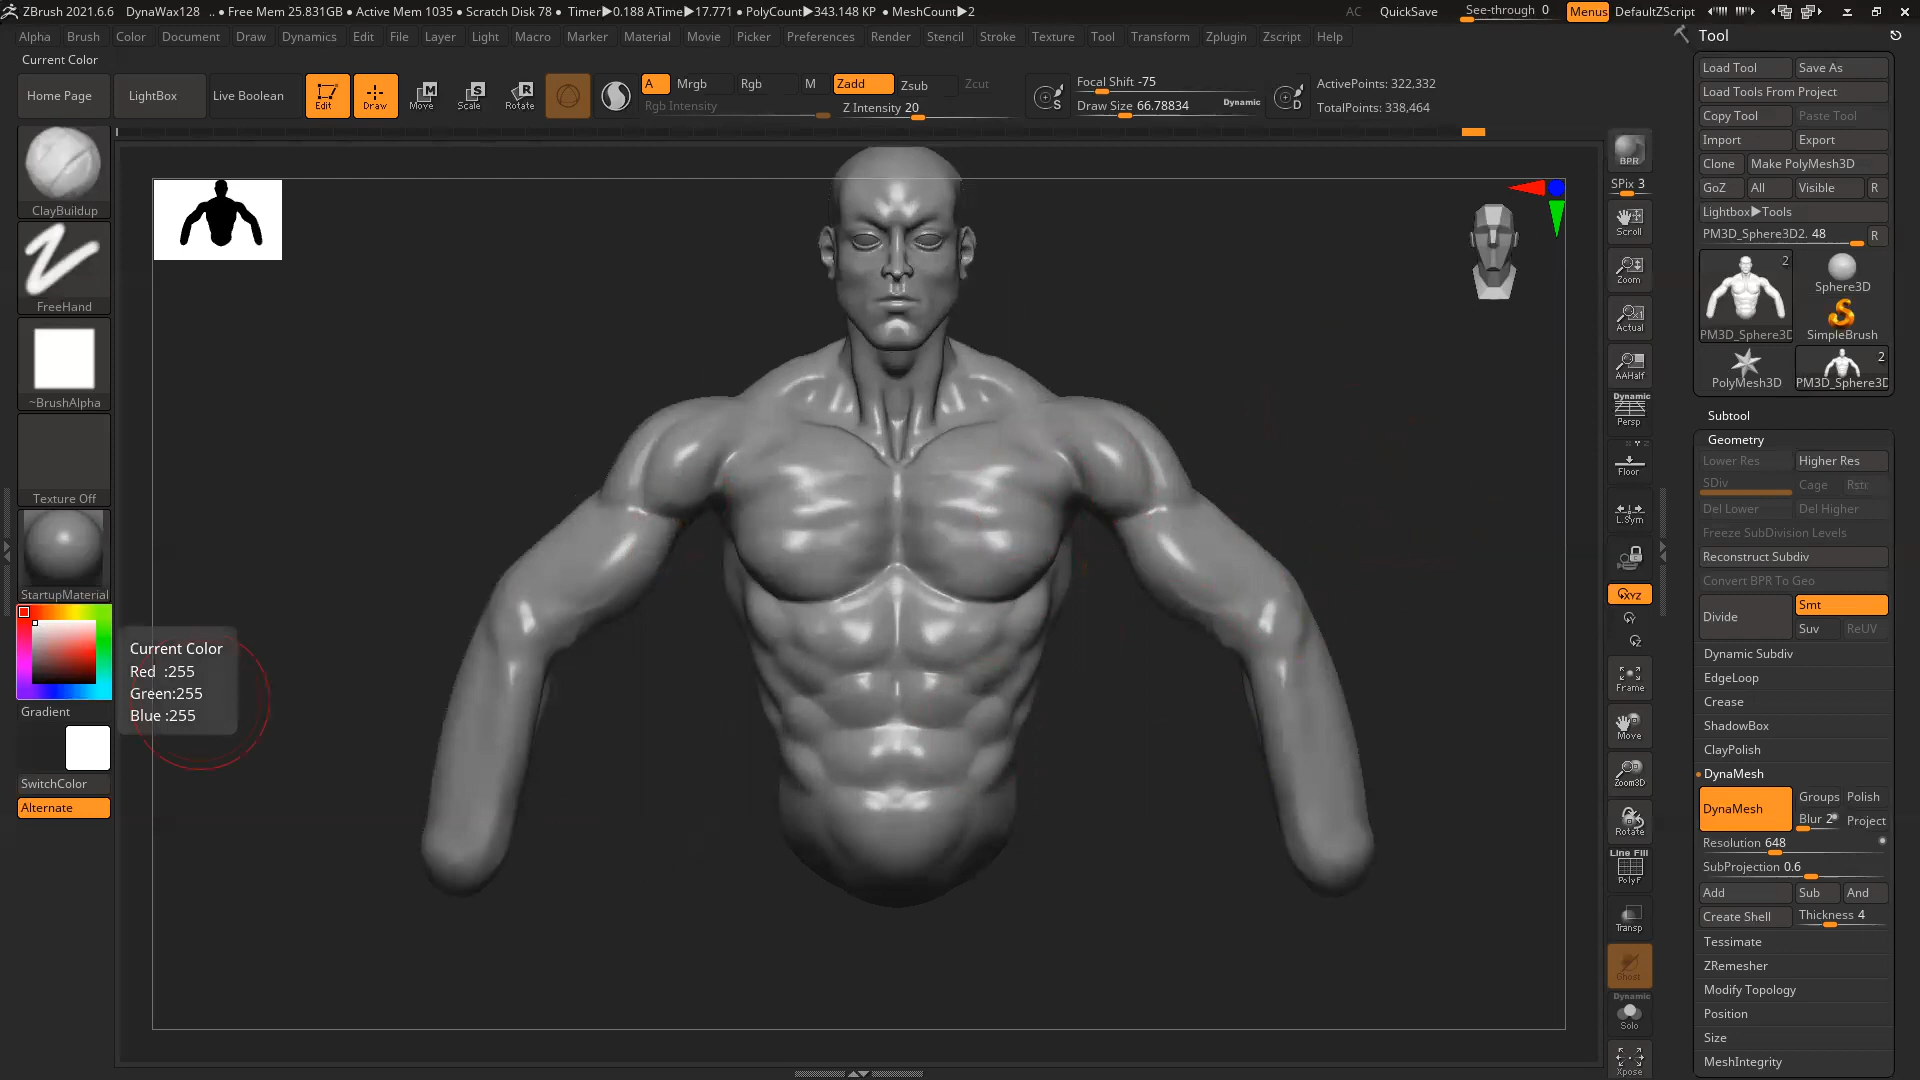 ZBrush 2021.6.6 DynaWax128 .. ● Free Mem 25.831GB ● Active Mem 1035 ● Scratch Disk 78 ● Timer▶0.188 ATime▶17.771 ● PolyCount▶343.148 KP ● MeshCount▶2 AC QuickSave See-through 0 Menus DefaultZScript
Alpha Brush Color Document Draw Dynamics Edit File Layer Light Macro Marker Material Movie Picker Preferences Render Stencil Stroke Texture Tool Transform Zplugin Zscript Help
Tool
Current Color
Home Page
LightBox
Live Boolean
Edit
Draw
Move
M
Scale
S
Rotate
R
A Mrgb Rgb M
Rgb Intensity
Zadd Zsub Zcut
Z Intensity 20
S
Focal Shift -75
Draw Size 66.78834 Dynamic
D
ActivePoints: 322,332
TotalPoints: 338,464
ClayBuildup
FreeHand
~BrushAlpha
Texture Off
StartupMaterial
Gradient
SwitchColor
Alternate
Current Color
Red :255
Green:255
Blue :255
BPR
SPix 3
Scroll
Zoom
Actual
AAHalf
Dynamic
Persp
Floor
L.Sym
XYZ
Y
Z
Frame
Move
Zoom3D
Rotate
Line Fill
PolyF
Transp
Ghost
Dynamic
Solo
Xpose
Load Tool Save As
Load Tools From Project
Copy Tool Paste Tool
Import Export
Clone Make PolyMesh3D
GoZ All Visible R
Lightbox▶Tools
PM3D_Sphere3D2. 48 R
2
PM3D_Sphere3D
Sphere3D
SimpleBrush
PolyMesh3D
2
PM3D_Sphere3D
Subtool
Geometry
Lower Res Higher Res
SDiv Cage Rstr
Del Lower Del Higher
Freeze SubDivision Levels
Reconstruct Subdiv
Convert BPR To Geo
Divide
Smt
Suv ReUV
Dynamic Subdiv
EdgeLoop
Crease
ShadowBox
ClayPolish
DynaMesh
DynaMesh
Groups Polish
Blur 2 Project
Resolution 648
SubProjection 0.6
Add Sub And
Create Shell Thickness 4
Tessimate
ZRemesher
Modify Topology
Position
Size
MeshIntegrity